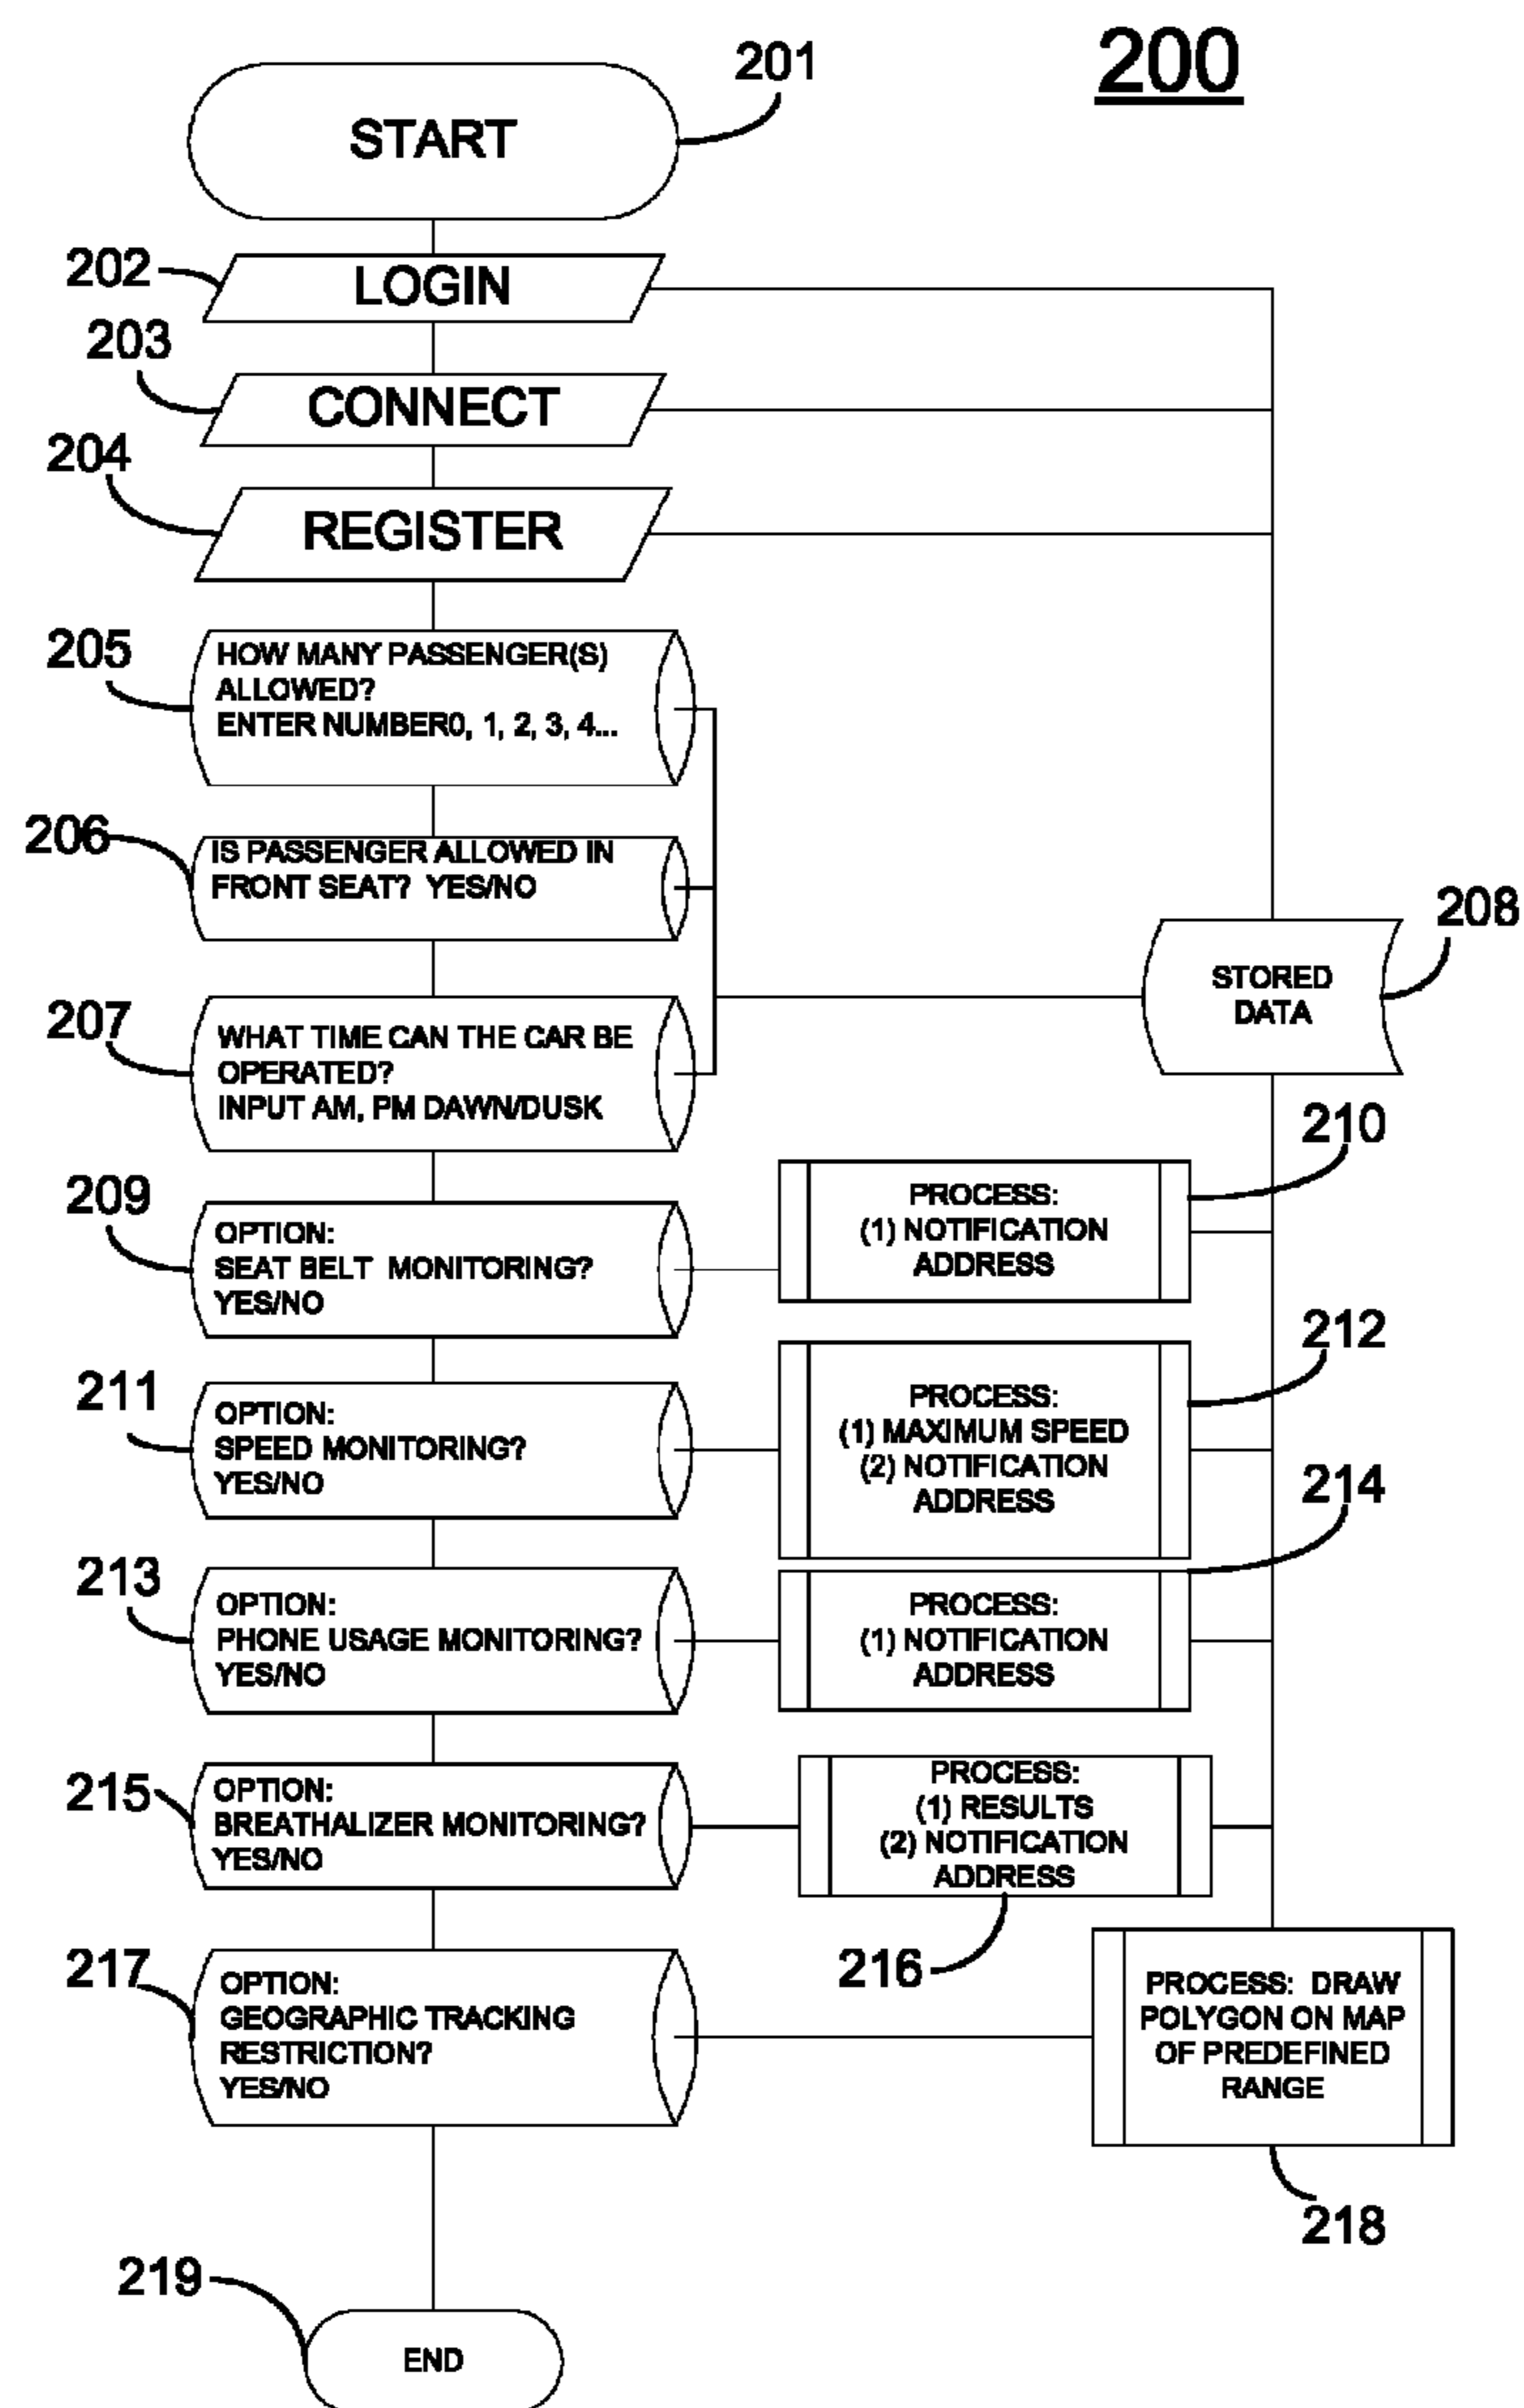 200
201
START
202
LOGIN
203
CONNECT
204
REGISTER
205
HOW MANY PASSENGER(S)
ALLOWED?
ENTER NUMBER0, 1, 2, 3, 4...
206
IS PASSENGER ALLOWED IN
FRONT SEAT? YES/NO
207
WHAT TIME CAN THE CAR BE
OPERATED?
INPUT AM, PM DAWN/DUSK
208
STORED
DATA
209
OPTION:
SEAT BELT MONITORING?
YES/NO
210
PROCESS:
(1) NOTIFICATION
ADDRESS
211
OPTION:
SPEED MONITORING?
YES/NO
212
PROCESS:
(1) MAXIMUM SPEED
(2) NOTIFICATION
ADDRESS
213
OPTION:
PHONE USAGE MONITORING?
YES/NO
214
PROCESS:
(1) NOTIFICATION
ADDRESS
215
OPTION:
BREATHALIZER MONITORING?
YES/NO
PROCESS:
(1) RESULTS
(2) NOTIFICATION
ADDRESS
216
217
OPTION:
GEOGRAPHIC TRACKING
RESTRICTION?
YES/NO
PROCESS: DRAW
POLYGON ON MAP
OF PREDEFINED
RANGE
218
219
END